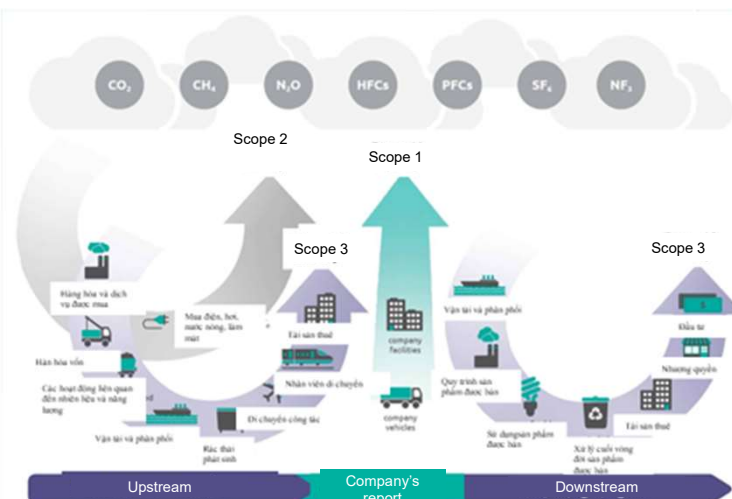 CO₂ CH₄ N₂O HFCs PFCs SF₆ NF₃
Scope 2
Scope 1
Scope 3
Scope 3
Hàng hóa và dịch
vụ được mua
Mua điện, hơi,
nước nóng, làm
mát
Hàn hóa vốn
Các hoạt động liên quan
đến nhiên liệu và năng
lượng
Vận tải và phân phối
Rác thải
phát sinh
Đi chuyển công tác
Nhân viên di chuyển
Tài sản thuê
company
facilities
company
vehicles
Vận tải và phân phối
Quy trình sản
phẩm được bán
Sử dụngsản phẩm
được bán
Xử lý cuối vòng
đời sản phẩm
được bán
Tài sản thuê
Nhượng quyền
Đầu tư
Upstream
Company's
report
Downstream